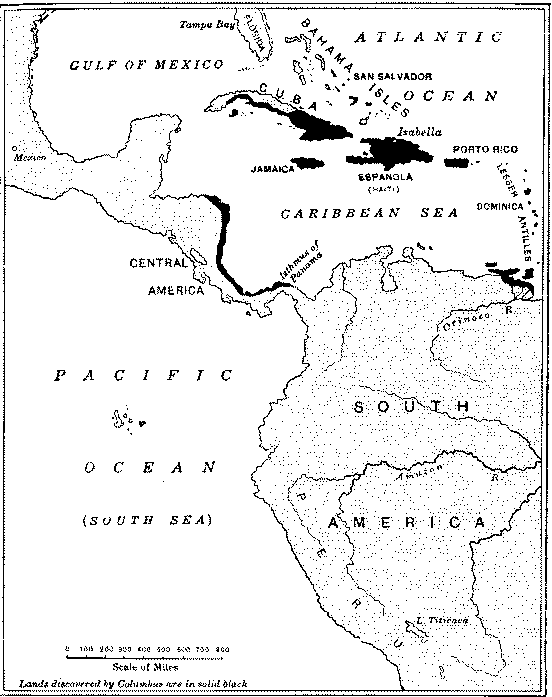 Tampa Bay
FLORIDA
BAHAMA ISLES
ATLANTIC
OCEAN
GULF OF MEXICO
SAN SALVADOR
CUBA
Isabella
Mexico
JAMAICA
ESPAÑOLA
(HAITI)
PORTO RICO
LESSER ANTILLES
DOMINICA
CARIBBEAN SEA
CENTRAL
AMERICA
Isthmus of
Panama
Orinoco R.
PACIFIC
OCEAN
(SOUTH SEA)
SOUTH
AMERICA
Amazon R.
PERU
L. Titicaca
0 100 200 300 400 500 600 700 800
Scale of Miles
Lands discovered by Columbus are in solid black